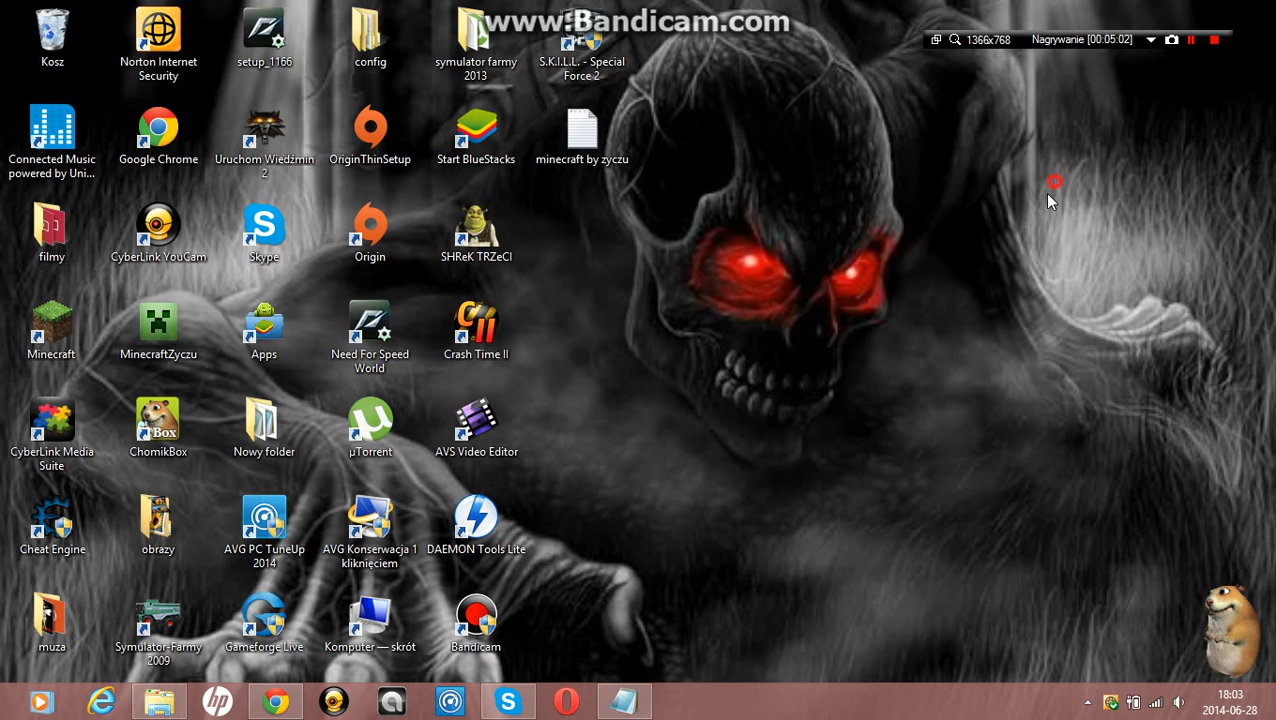 www.Bandicam.com
1366x768
Nagrywanie [00:05:02]
Kosz
Norton Internet
Security
setup_1166
config
symulator farmy
2013
S.K.I.L.L. - Special
Force 2
Connected Music
powered by Uni...
Google Chrome
Uruchom Wiedźmin
2
OriginThinSetup
Start BlueStacks
minecraft by zyczu
filmy
CyberLink YouCam
Skype
Origin
SHReK TRZeCI
Minecraft
MinecraftZyczu
Apps
Need For Speed
World
Crash Time II
CyberLink Media
Suite
Box
ChomikBox
Nowy folder
µTorrent
AVS Video Editor
Cheat Engine
obrazy
AVG PC TuneUp
2014
AVG Konserwacja 1
kliknięciem
DAEMON Tools Lite
muza
Symulator-Farmy
2009
Gameforge Live
Komputer — skrót
Bandicam
hp
18:03
2014-06-28